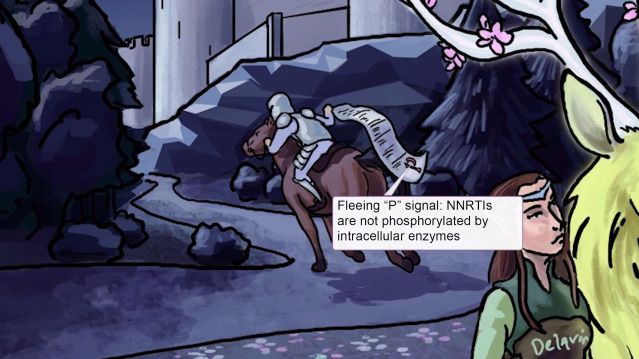 Fleeing “P” signal: NNRTIs
are not phosphorylated by
intracellular enzymes
Delavir